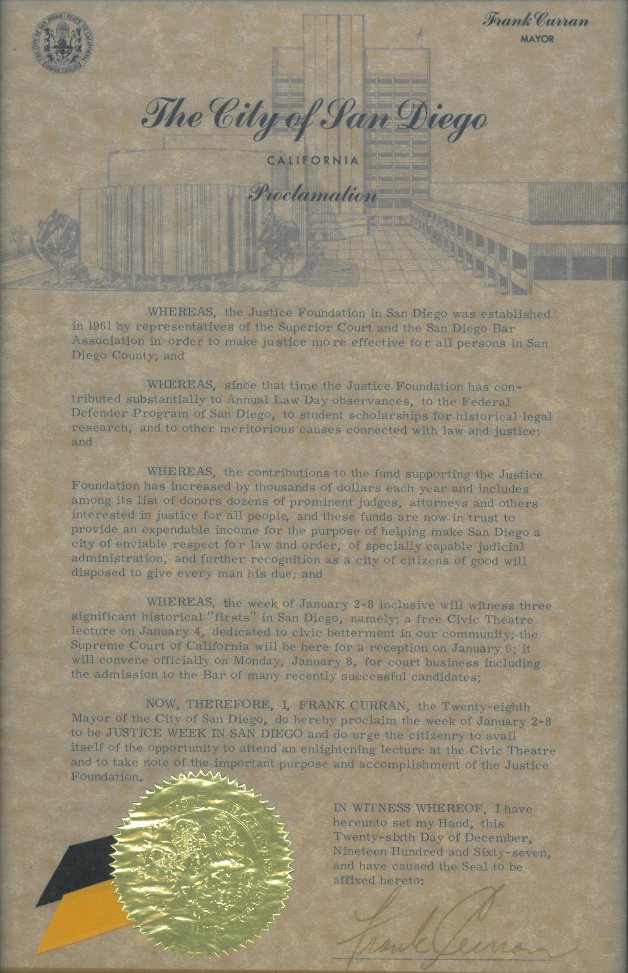 Frank Curran
MAYOR
The City of San Diego
CALIFORNIA
Proclamation
WHEREAS, the Justice Foundation in San Diego was established
in 1961 by representatives of the Superior Court and the San Diego Bar
Association in order to make justice more effective for all persons in San
Diego County; and
WHEREAS, since that time the Justice Foundation has con-
tributed substantially to Annual Law Day observances, to the Federal
Defender Program of San Diego, to student scholarships for historical legal
research, and to other meritorious causes connected with law and justice;
and
WHEREAS, the contributions to the fund supporting the Justice
Foundation has increased by thousands of dollars each year and includes
among its list of donors dozens of prominent judges, attorneys and others
interested in justice for all people, and these funds are now in trust to
provide an expendable income for the purpose of helping make San Diego a
city of enviable respect for law and order, of specially capable judicial
administration, and further recognition as a city of citizens of good will
disposed to give every man his due; and
WHEREAS, the week of January 2-8 inclusive will witness three
significant historical "firsts" in San Diego, namely; a free Civic Theatre
lecture on January 4, dedicated to civic betterment in our community; the
Supreme Court of California will be here for a reception on January 6; it
will convene officially on Monday, January 8, for court business including
the admission to the Bar of many recently successful candidates;
NOW, THEREFORE, I, FRANK CURRAN, the Twenty-eighth
Mayor of the City of San Diego, do hereby proclaim the week of January 2-8
to be JUSTICE WEEK IN SAN DIEGO and do urge the citizenry to avail
itself of the opportunity to attend an enlightening lecture at the Civic Theatre
and to take note of the important purpose and accomplishment of the Justice
Foundation.
IN WITNESS WHEREOF, I have
hereunto set my Hand, this
Twenty-sixth Day of December,
Nineteen Hundred and Sixty-seven,
and have caused the Seal to be
affixed hereto:
Frank Curran